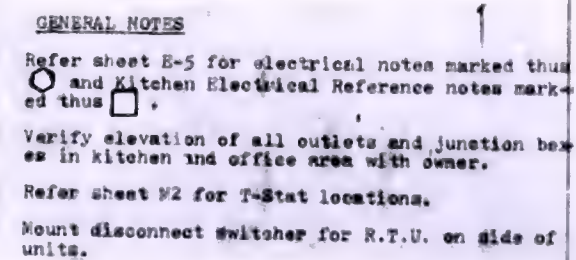 GENERAL NOTES
Refer sheet E-5 for electrical notes marked thus
⬡ and Kitchen Electrical Reference notes mark-
ed thus □ .
Verify elevation of all outlets and junction box-
es in kitchen and office area with owner.
Refer sheet M2 for T-Stat locations.
Mount disconnect switcher for R.T.U. on side of
units.